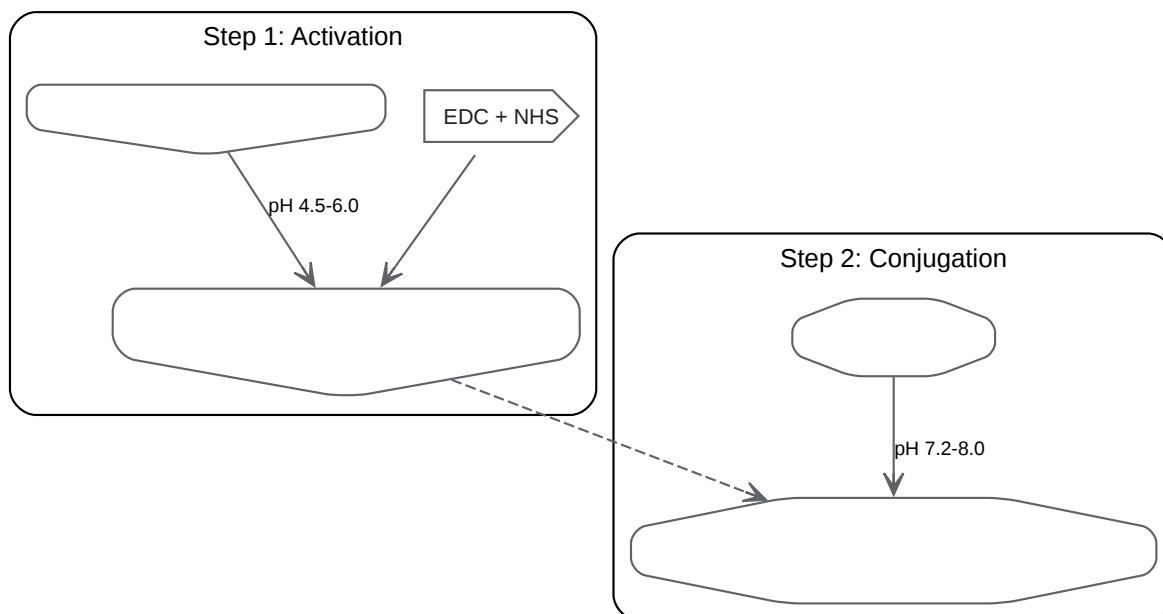 Step 1: Activation
EDC + NHS
pH 4.5-6.0
Step 2: Conjugation
pH 7.2-8.0